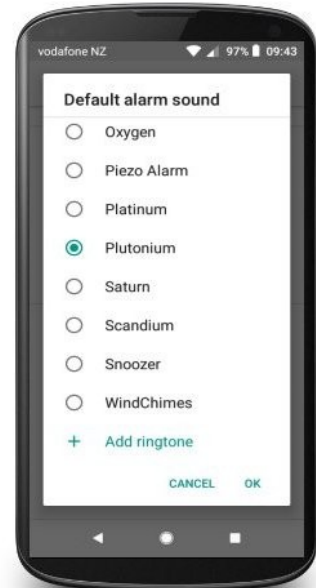 vodafone NZ 97% 09:43
Default alarm sound
Oxygen
Piezo Alarm
Platinum
Plutonium
Saturn
Scandium
Snoozer
WindChimes
+ Add ringtone
CANCEL OK